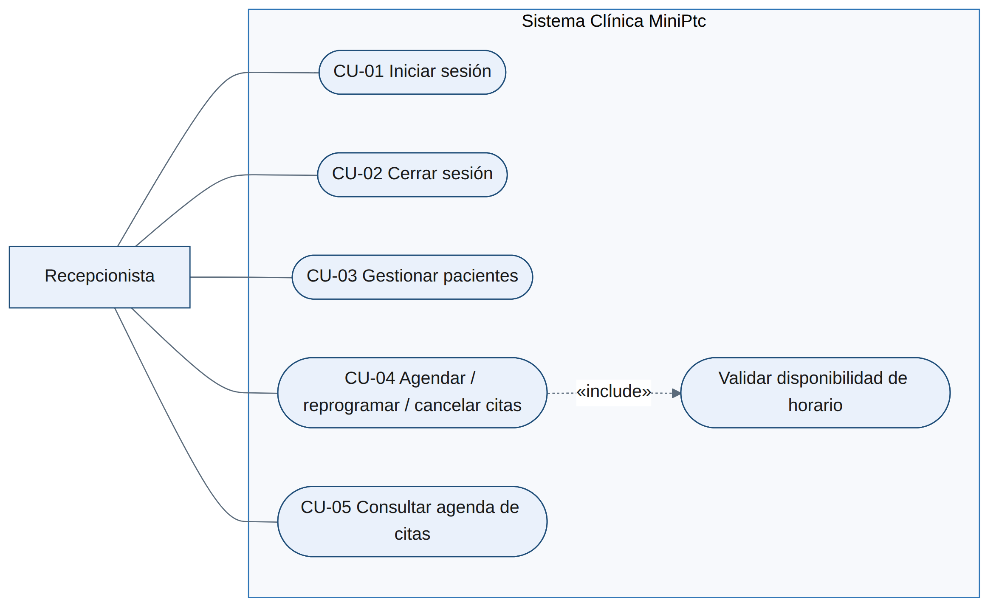 Sistema Clínica MiniPtc
CU-01 Iniciar sesión
CU-02 Cerrar sesión
Recepcionista
CU-03 Gestionar pacientes
CU-04 Agendar /
reprogramar / cancelar citas
«include»
Validar disponibilidad de
horario
CU-05 Consultar agenda de
citas